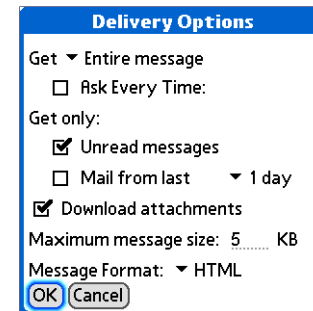 Delivery Options
Get Entire message
Ask Every Time:
Get only:
Unread messages
Mail from last 1 day
Download attachments
Maximum message size: 5 KB
Message Format: HTML
OK Cancel